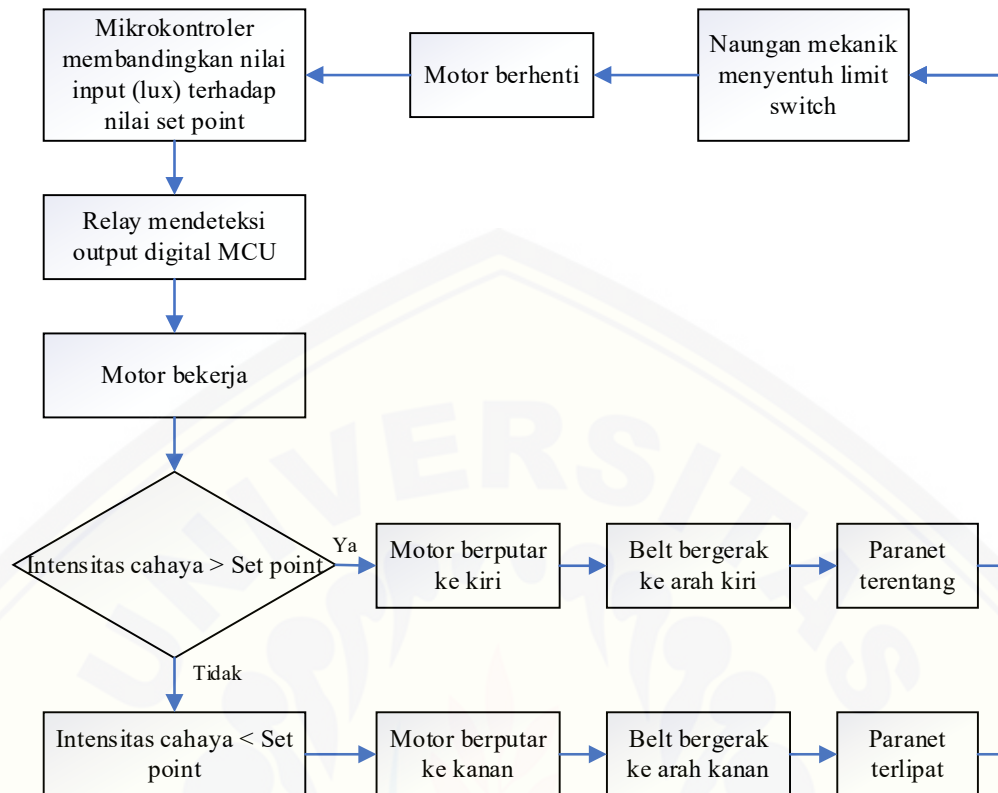 Mikrokontroler
membandingkan nilai
input (lux) terhadap
nilai set point
Motor berhenti
Naungan mekanik
menyentuh limit
switch
Relay mendeteksi
output digital MCU
Motor bekerja
Intensitas cahaya > Set point
Ya
Motor berputar
ke kiri
Belt bergerak
ke arah kiri
Paranet
terentang
Tidak
Intensitas cahaya < Set
point
Motor berputar
ke kanan
Belt bergerak
ke arah kanan
Paranet
terlipat
UNIVERSITAS